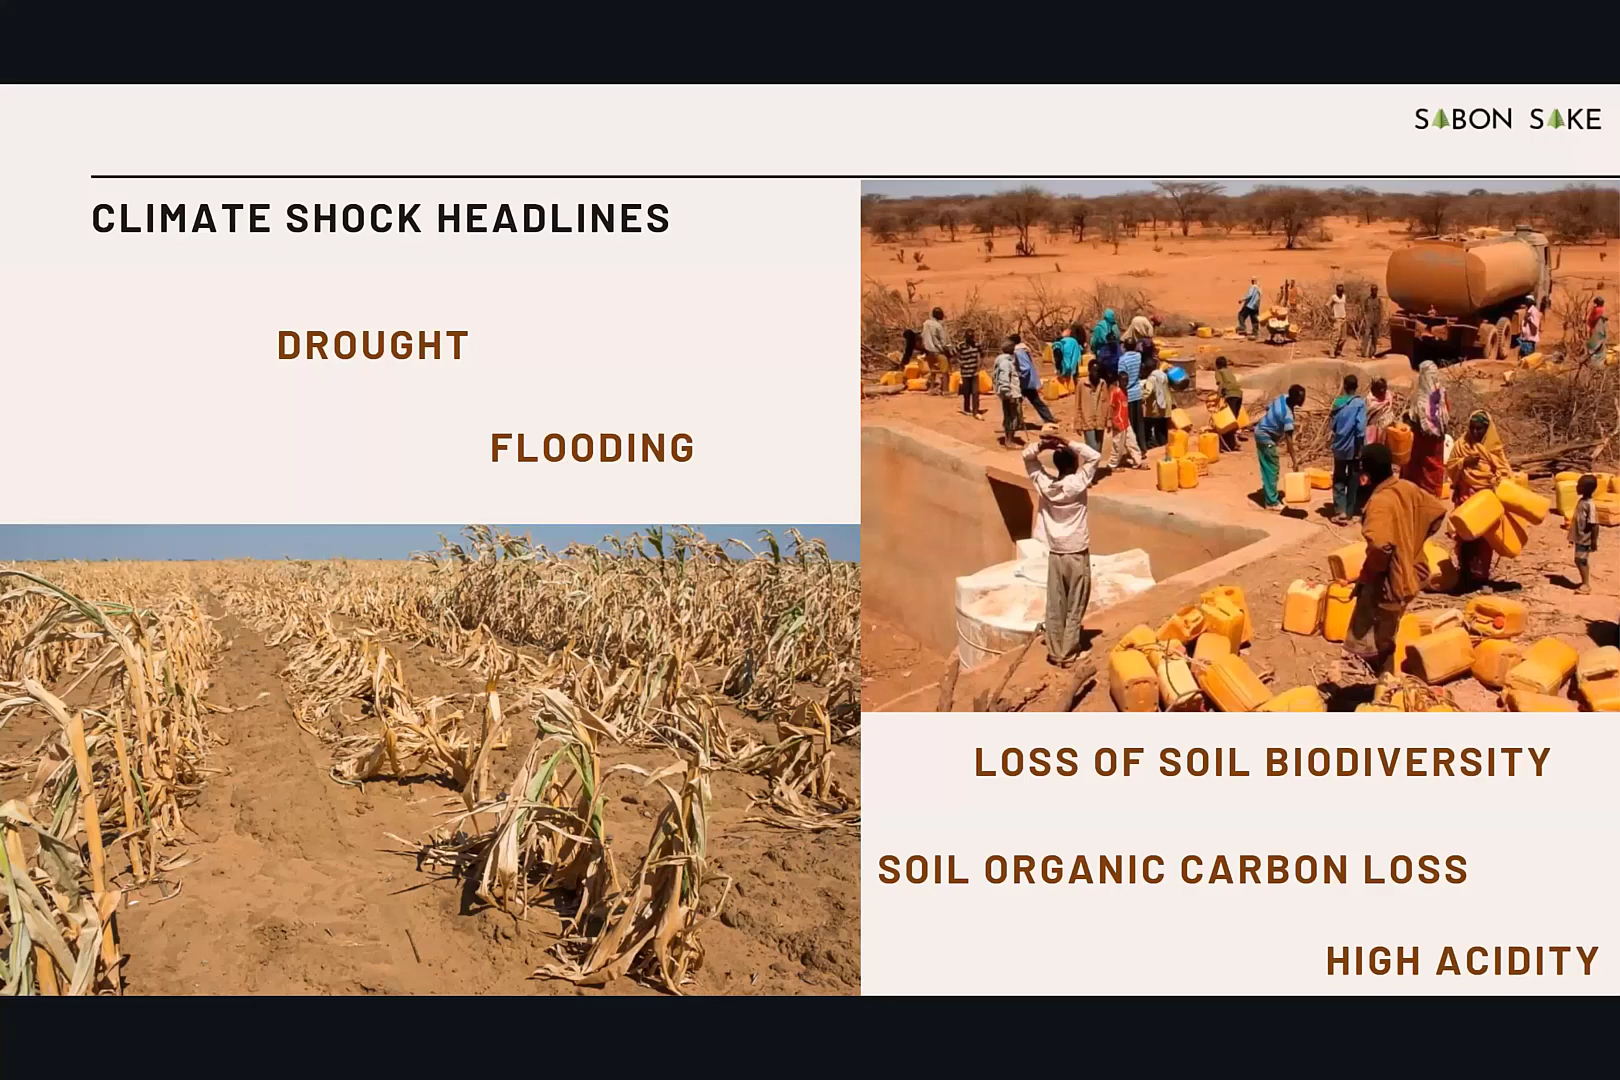 SABON SAKE
CLIMATE SHOCK HEADLINES
DROUGHT
FLOODING
LOSS OF SOIL BIODIVERSITY
SOIL ORGANIC CARBON LOSS
HIGH ACIDITY